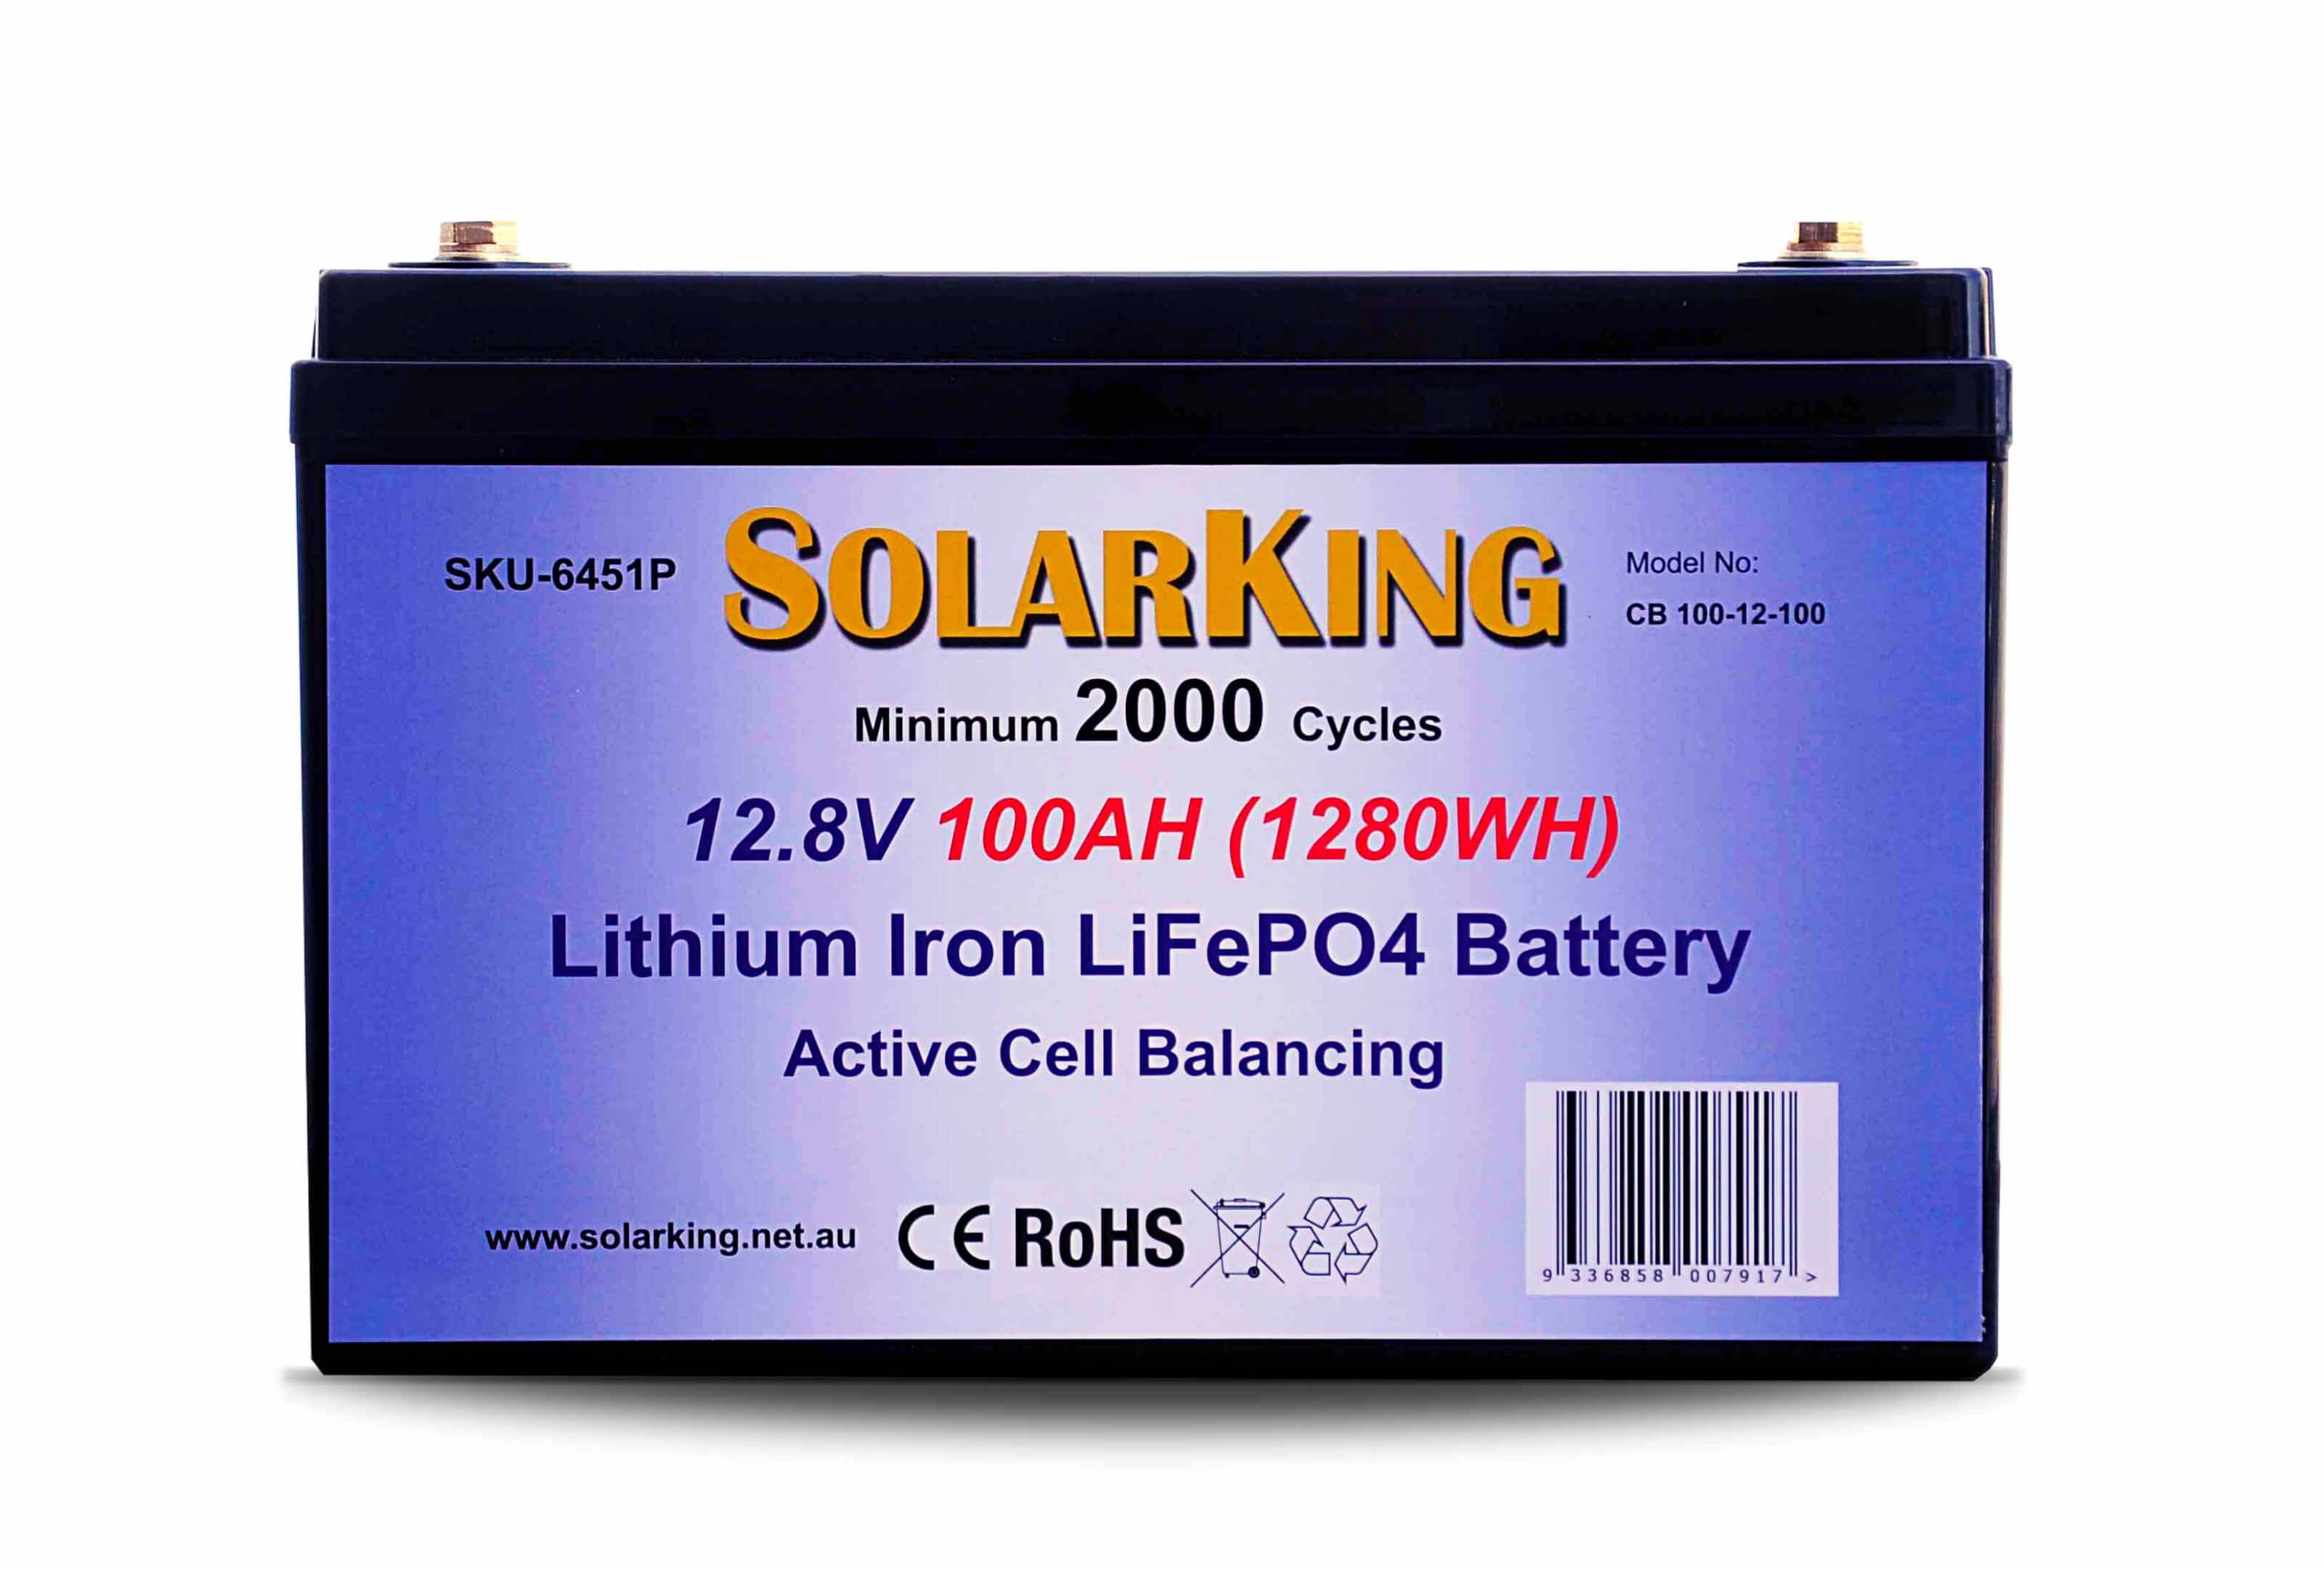 SKU-6451P SOLARKING Model No:
CB 100-12-100
Minimum 2000 Cycles
12.8V 100AH (1280WH)
Lithium Iron LiFePO4 Battery
Active Cell Balancing
www.solarking.net.au CE RoHS
9 336858 007917 >